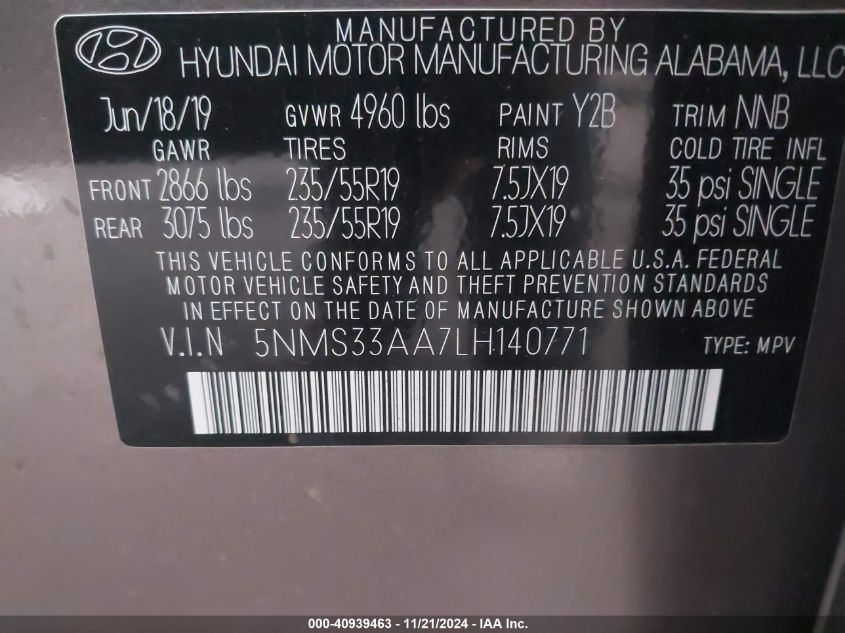 MANUFACTURED BY
HYUNDAI MOTOR MANUFACTURING ALABAMA, LLC
Jun/18/19 GVWR 4960 lbs PAINT Y2B TRIM NNB
GAWR TIRES RIMS COLD TIRE INFL
FRONT 2866 lbs 235/55R19 7.5JX19 35 psi SINGLE
REAR 3075 lbs 235/55R19 7.5JX19 35 psi SINGLE
THIS VEHICLE CONFORMS TO ALL APPLICABLE U.S.A. FEDERAL
MOTOR VEHICLE SAFETY AND THEFT PREVENTION STANDARDS
IN EFFECT ON THE DATE OF MANUFACTURE SHOWN ABOVE
V.I.N 5NMS33AA7LH140771 TYPE: MPV
000-40939463 - 11/21/2024 - IAA Inc.